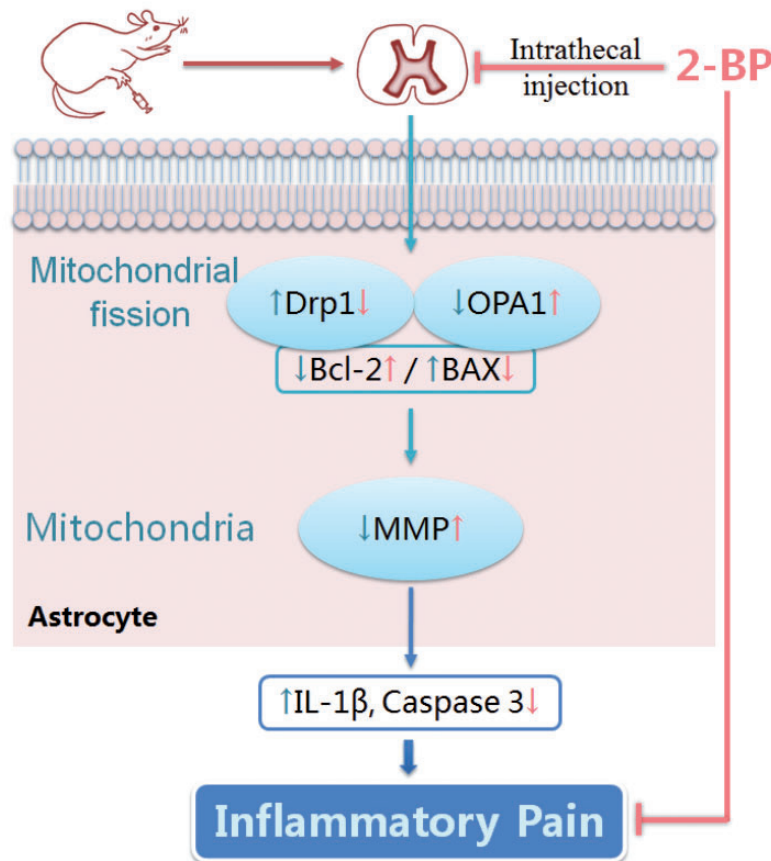 Intrathecal
injection
2-BP
Mitochondrial
fission
↑Drp1↓
↓OPA1↑
↓Bcl-2↑ / ↑BAX↓
Mitochondria
↓MMP↑
Astrocyte
↑IL-1β, Caspase 3↓
Inflammatory Pain